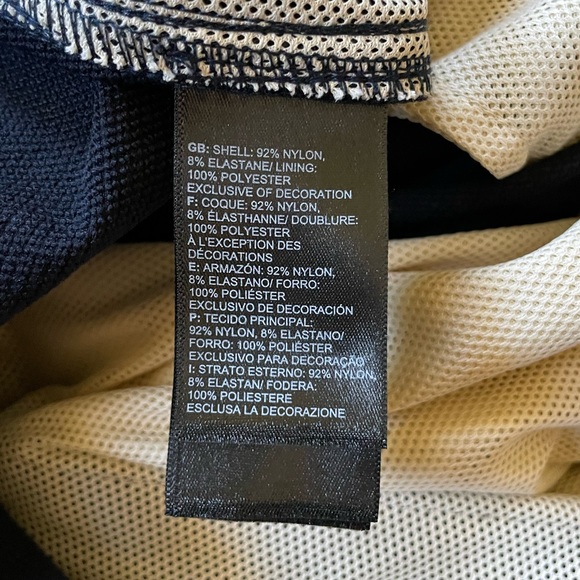 GB: SHELL: 92% NYLON,
8% ELASTANE/ LINING:
100% POLYESTER
EXCLUSIVE OF DECORATION
F: COQUE: 92% NYLON,
8% ÉLASTHANNE/ DOUBLURE:
100% POLYESTER
À L'EXCEPTION DES
DÉCORATIONS
E: ARMAZÓN: 92% NYLON,
8% ELASTANO/ FORRO:
100% POLIÉSTER
EXCLUSIVO DE DECORACIÓN
P: TECIDO PRINCIPAL:
92% NYLON, 8% ELASTANO/
FORRO: 100% POLIÉSTER
EXCLUSIVO PARA DECORAÇÃO
I: STRATO ESTERNO: 92% NYLON,
8% ELASTAN/ FODERA:
100% POLIESTERE
ESCLUSA LA DECORAZIONE